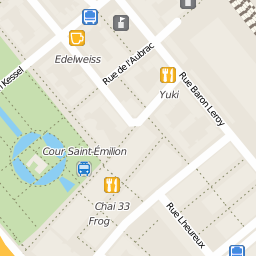 Edelweiss
Rue de l'Aubrac
Kessel
Yuki
Rue Baron Leroy
Cour Saint-Émilion
Chai 33
Frog
Rue Lheureux